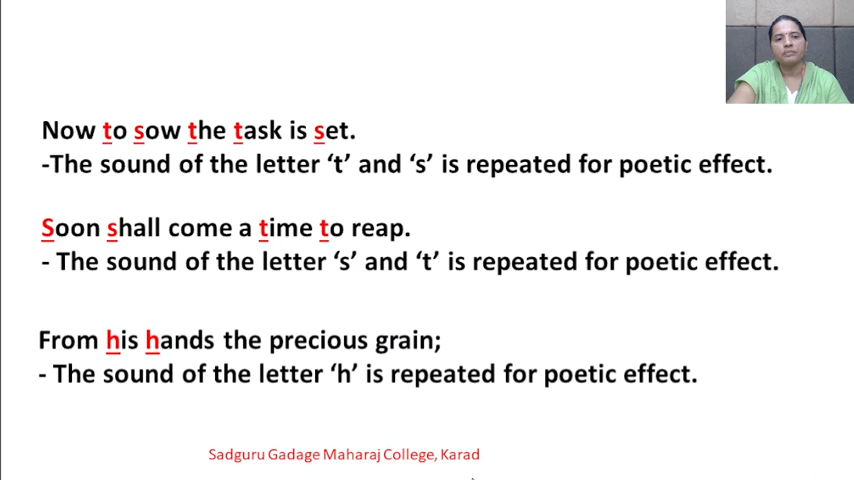 Now to sow the task is set.
-The sound of the letter ‘t’ and ‘s’ is repeated for poetic effect.
Soon shall come a time to reap.
- The sound of the letter ‘s’ and ‘t’ is repeated for poetic effect.
From his hands the precious grain;
- The sound of the letter ‘h’ is repeated for poetic effect.
Sadguru Gadage Maharaj College, Karad